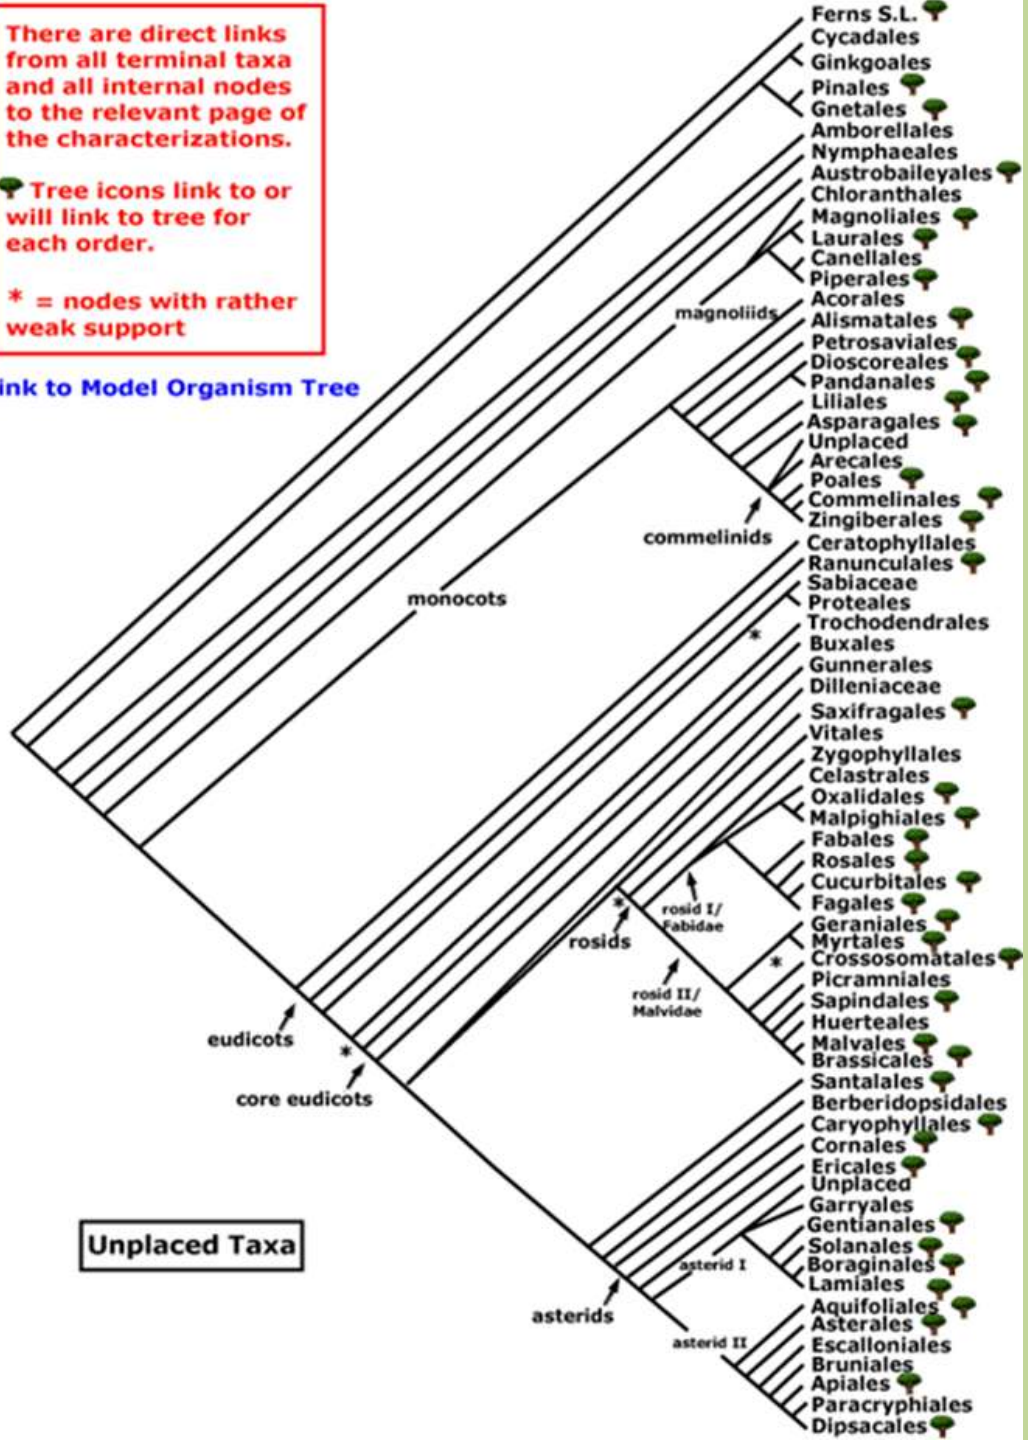 There are direct links
from all terminal taxa
and all internal nodes
to the relevant page of
the characterizations.
Tree icons link to or
will link to tree for
each order.
* = nodes with rather
weak support
ink to Model Organism Tree
Ferns S.L.
Cycadales
Ginkgoales
Pinales
Gnetales
Amborellales
Nymphaeales
Austrobaileyales
Chloranthales
Magnoliales
Laurales
Canellales
Piperales
magnoliids
Acorales
Alismatales
Petrosaviales
Dioscoreales
Pandanales
Liliales
Asparagales
Unplaced
Arecales
Poales
Commelinales
Zingiberales
commelinids
monocots
Ceratophyllales
Ranunculales
Sabiaceae
Proteales
*
Trochodendrales
Buxales
Gunnerales
Dilleniaceae
Saxifragales
Vitales
Zygophyllales
Celastrales
Oxalidales
Malpighiales
Fabales
Rosales
Cucurbitales
Fagales
*
rosids
rosid I/
Fabidae
Geraniales
Myrtales
Crossosomatales
*
Picramniales
Sapindales
Huerteales
Malvales
Brassicales
rosid II/
Malvidae
eudicots
*
core eudicots
Santalales
Berberidopsidales
Caryophyllales
Cornales
Ericales
Unplaced
Garryales
Gentianales
Solanales
Boraginales
Lamiales
asterid I
asterids
asterid II
Aquifoliales
Asterales
Escalloniales
Bruniales
Apiales
Paracryphiales
Dipsacales
Unplaced Taxa